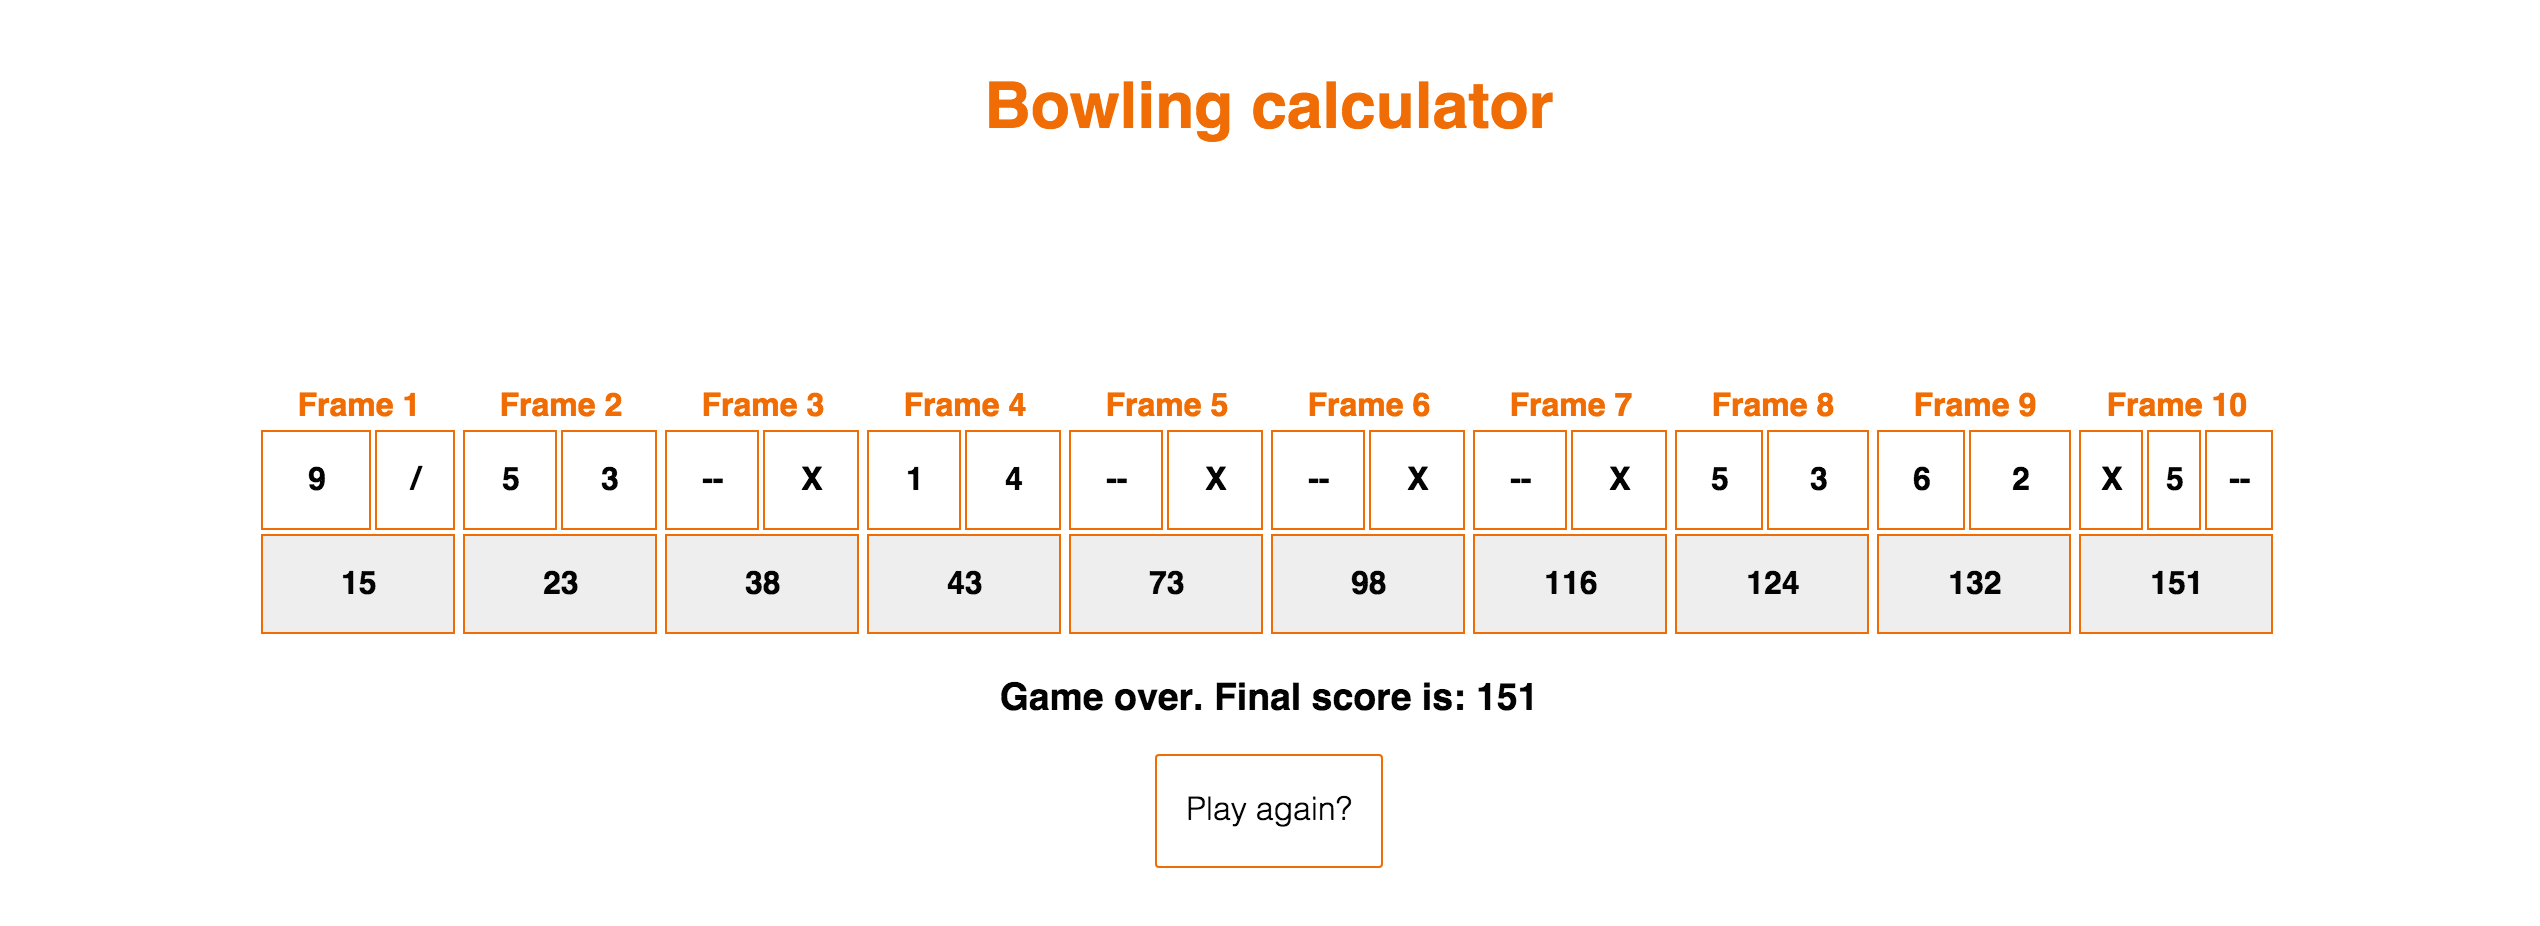 Bowling calculator
Frame 1 Frame 2 Frame 3 Frame 4 Frame 5 Frame 6 Frame 7 Frame 8 Frame 9 Frame 10
9 / 5 3 -- X 1 4 -- X -- X -- X 5 3 6 2 X 5 --
15 23 38 43 73 98 116 124 132 151
Game over. Final score is: 151
Play again?